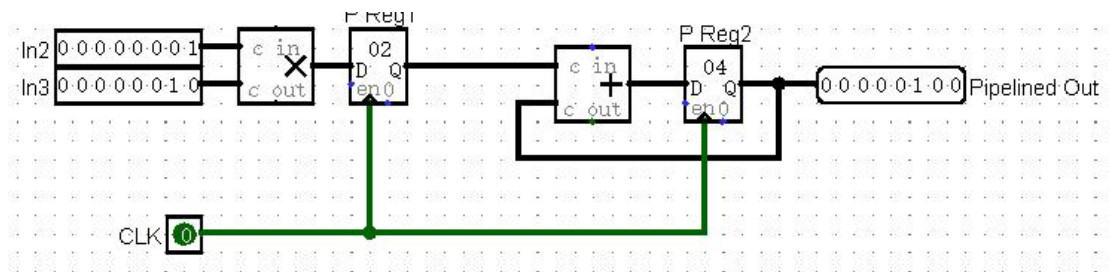 P Reg1
In2 0 0 0 0 0 0 0 1
In3 0 0 0 0 0 0 1 0
c in
×
c out
02
D Q
en 0
c in
+
c out
P Reg2
04
D Q
en 0
0 0 0 0 0 1 0 0 Pipelined Out
CLK 0